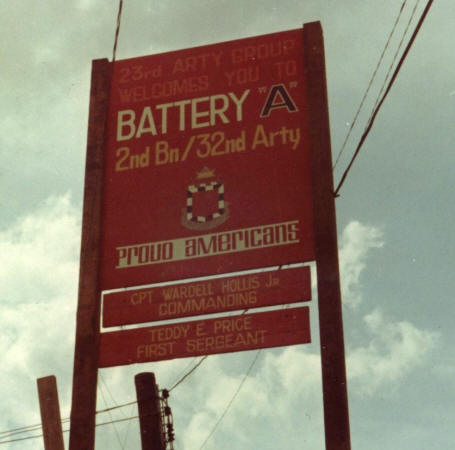 23rd ARTY GROUP
WELCOMES YOU TO
BATTERY "A"
2nd Bn/32nd Arty
PROUD AMERICANS
CPT WARDELL HOLLIS JR
COMMANDING
TEDDY E PRICE
FIRST SERGEANT